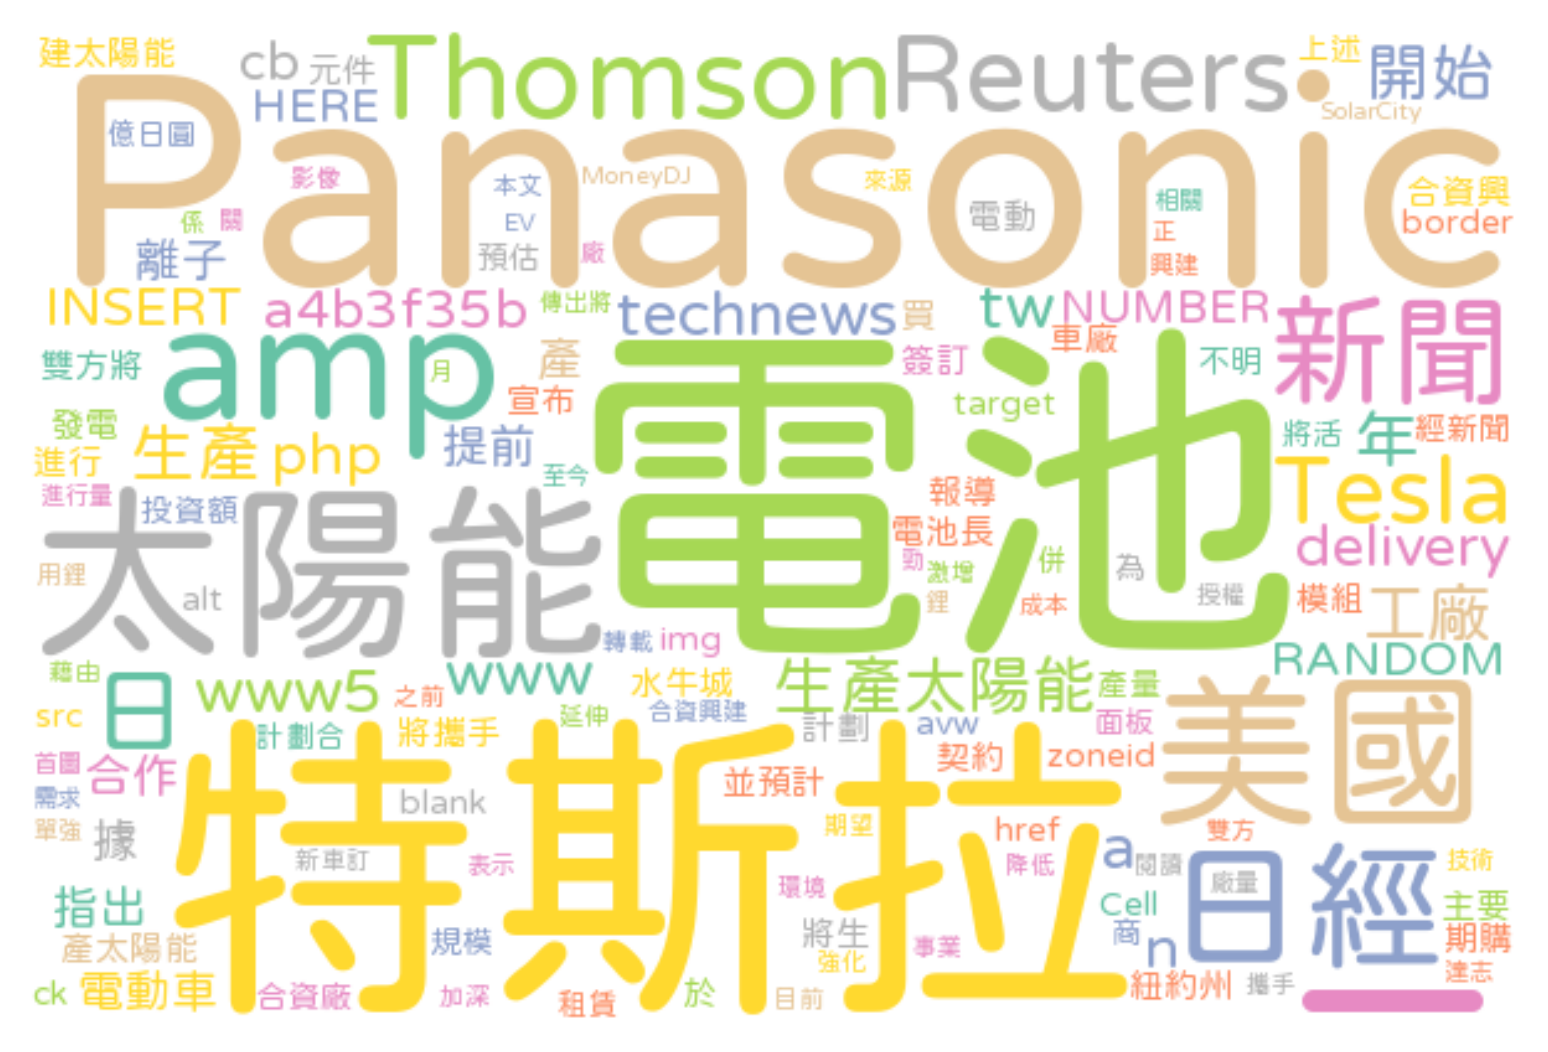 建太陽能
cb
元件
Thomson
Reuters
上述
開始
HERE
SolarCity
Panasonic
億日圓
影像
本文
MoneyDJ
來源
電動
相關
合資興
係
關
EV
正
border
離子
預估
廠
興建
INSERT
a4b3f35b
傳出將
technews
買
tw
NUMBER
新聞
雙方將
amp
月
產
宣布
電池
簽訂
車廠
不明
發電
target
將活
年
經新聞
進行
生產
php
提前
至今
Tesla
進行量
投資額
報導
電池長
delivery
太陽能
用鋰
alt
勁
激增
併
為
鋰
成本
授權
模組
工廠
轉載
img
RANDOM
藉由
日
www5
之前
www
水牛城
生產太陽能
產量
美國
src
延伸
合資興建
計劃
avw
面板
計劃合
將攜手
首圖
合作
契約
zoneid
需求
特斯拉
blank
並預計
單強
據
期望
href
雙方
新車訂
表示
環境
降低
a
閱讀
日經
廠量
技術
指出
Cell
主要
產太陽能
規模
將生
事業
商
n
期購
強化
達志
ck
電動車
合資廠
加深
租賃
於
目前
紐約州
攜手